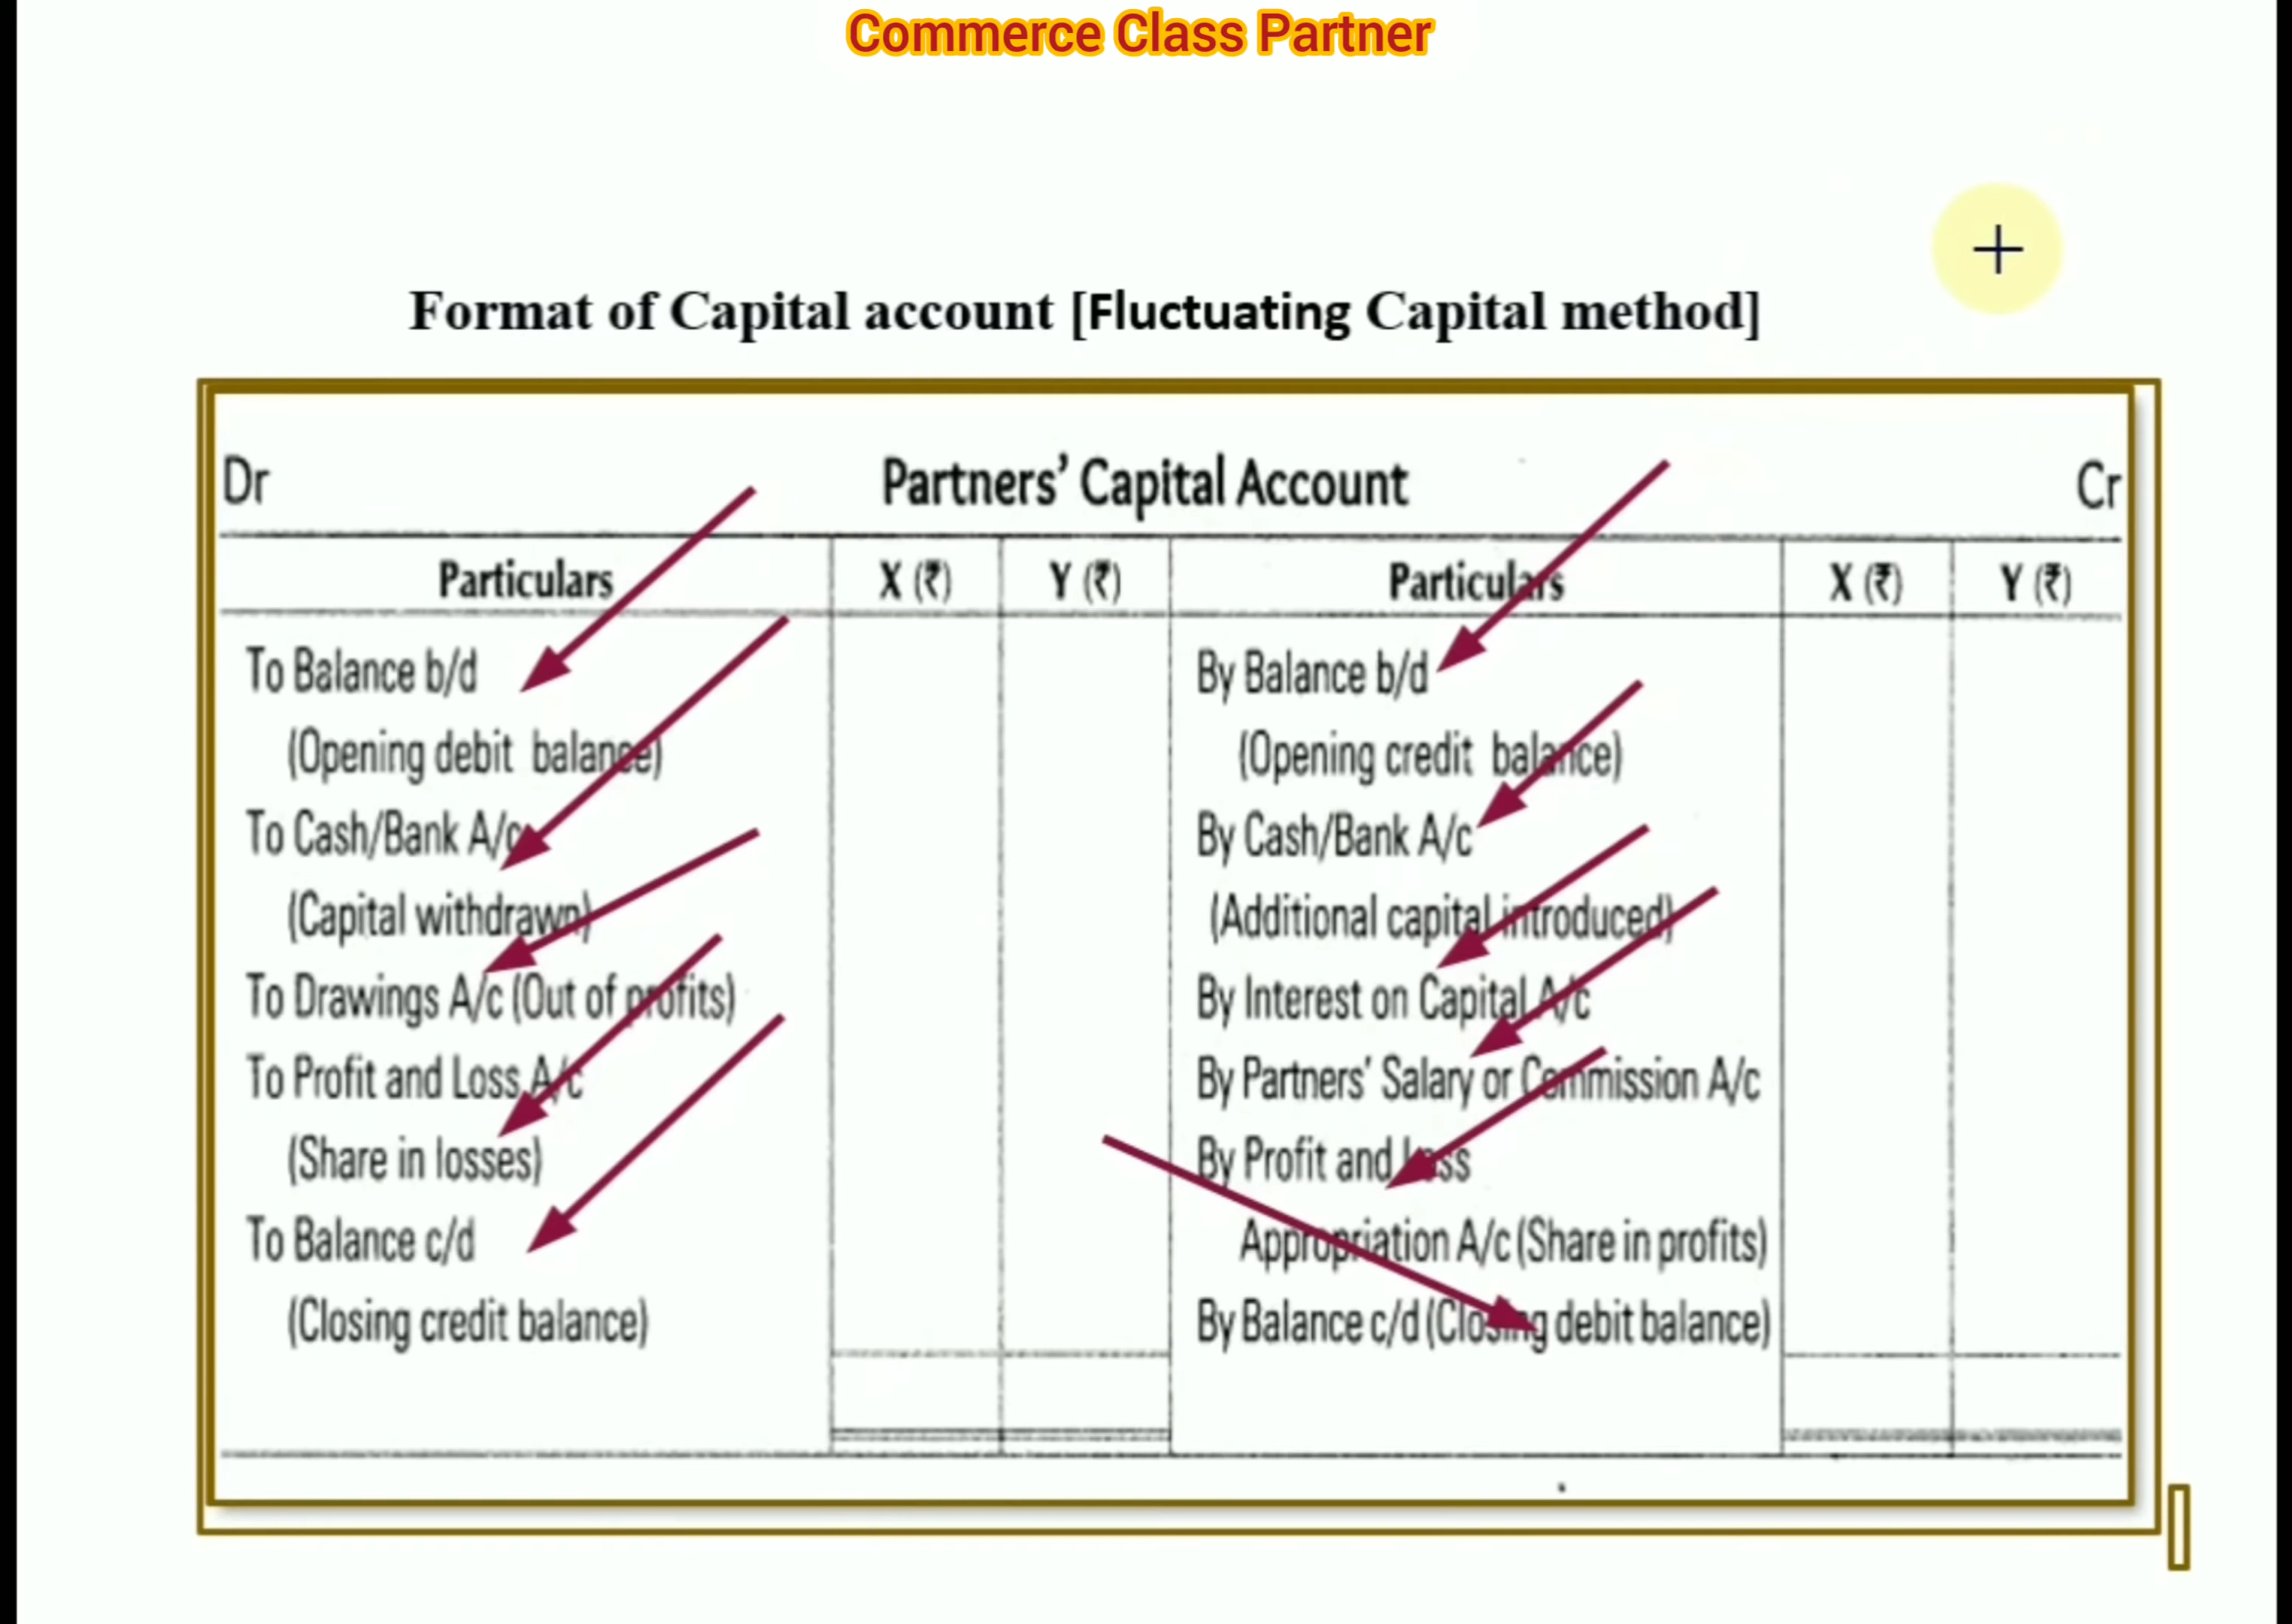 Commerce Class Partner
Format of Capital account [Fluctuating Capital method]
Dr Partners' Capital Account Cr
Particulars X (₹) Y (₹) Particulars X (₹) Y (₹)
To Balance b/d By Balance b/d
(Opening debit balance) (Opening credit balance)
To Cash/Bank A/c By Cash/Bank A/c
(Capital withdrawn) (Additional capital introduced)
To Drawings A/c (Out of profits) By Interest on Capital A/c
To Profit and Loss A/c By Partners' Salary or Commission A/c
(Share in losses) By Profit and Loss
To Balance c/d Appropriation A/c (Share in profits)
(Closing credit balance) By Balance c/d (Closing debit balance)